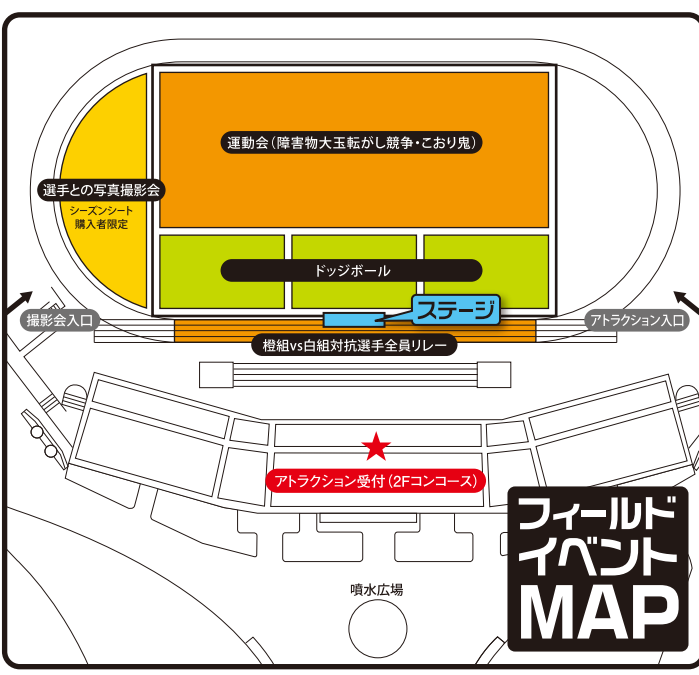 運動会（障害物大玉転がし競争・こおり鬼）
選手との写真撮影会
シーズンシート
購入者限定
ドッジボール
ステージ
撮影会入口
アトラクション入口
橙組vs白組対抗選手全員リレー
アトラクション受付（2Fコンコース）
フィールド
イベント
MAP
噴水広場